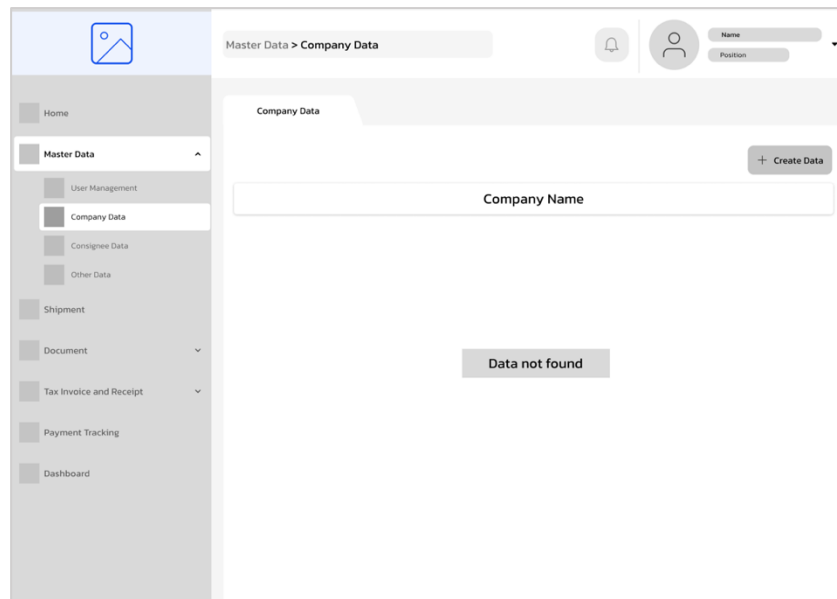 Master Data > Company Data
Name
Position
Home
Master Data
User Management
Company Data
Consignee Data
Other Data
Shipment
Document
Tax Invoice and Receipt
Payment Tracking
Dashboard
Company Data
+ Create Data
Company Name
Data not found